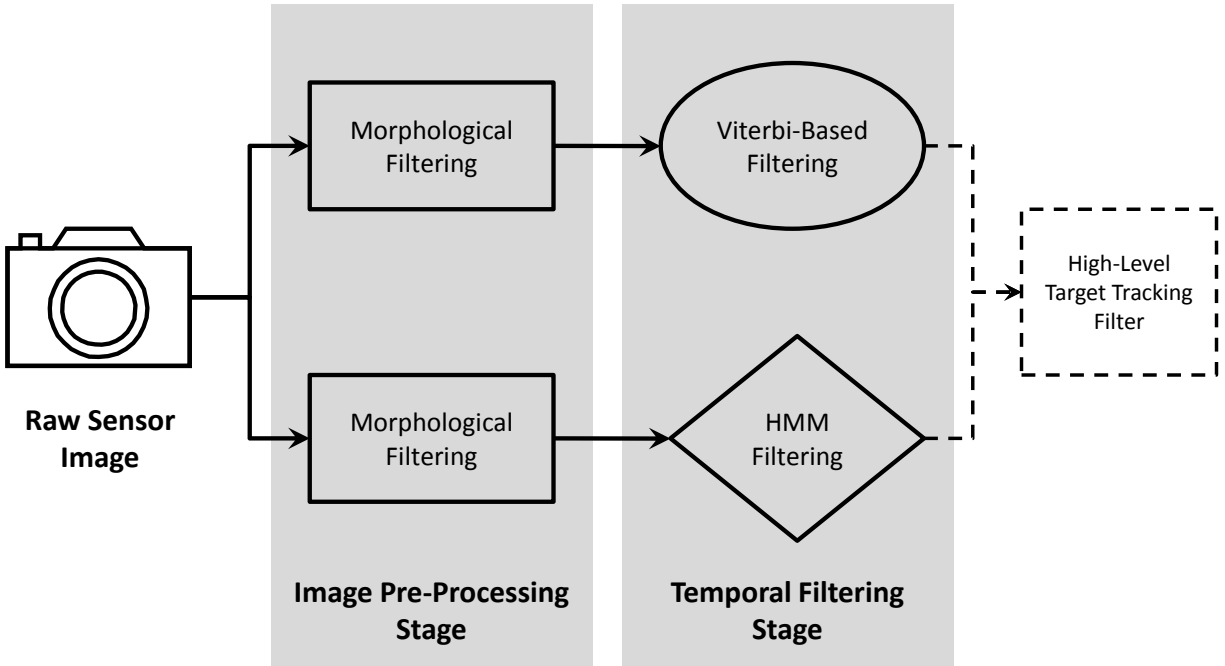 Morphological
Filtering
Viterbi-Based
Filtering
High-Level
Target Tracking
Filter
Raw Sensor
Image
Morphological
Filtering
HMM
Filtering
Image Pre-Processing
Stage
Temporal Filtering
Stage